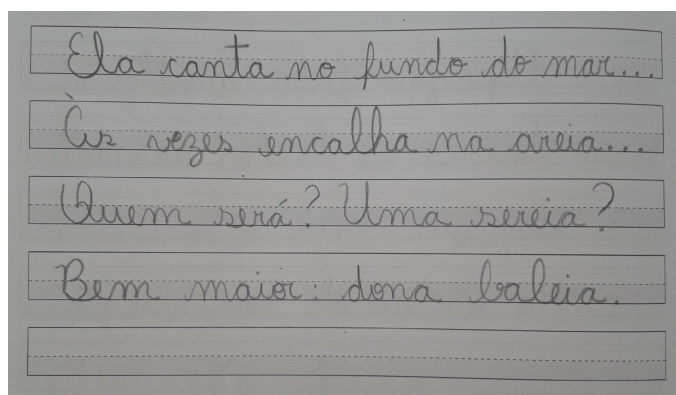 Ela canta no fundo do mar...
Às vezes encalha na areia...
Quem será? Uma sereia?
Bem maior: dona baleia.